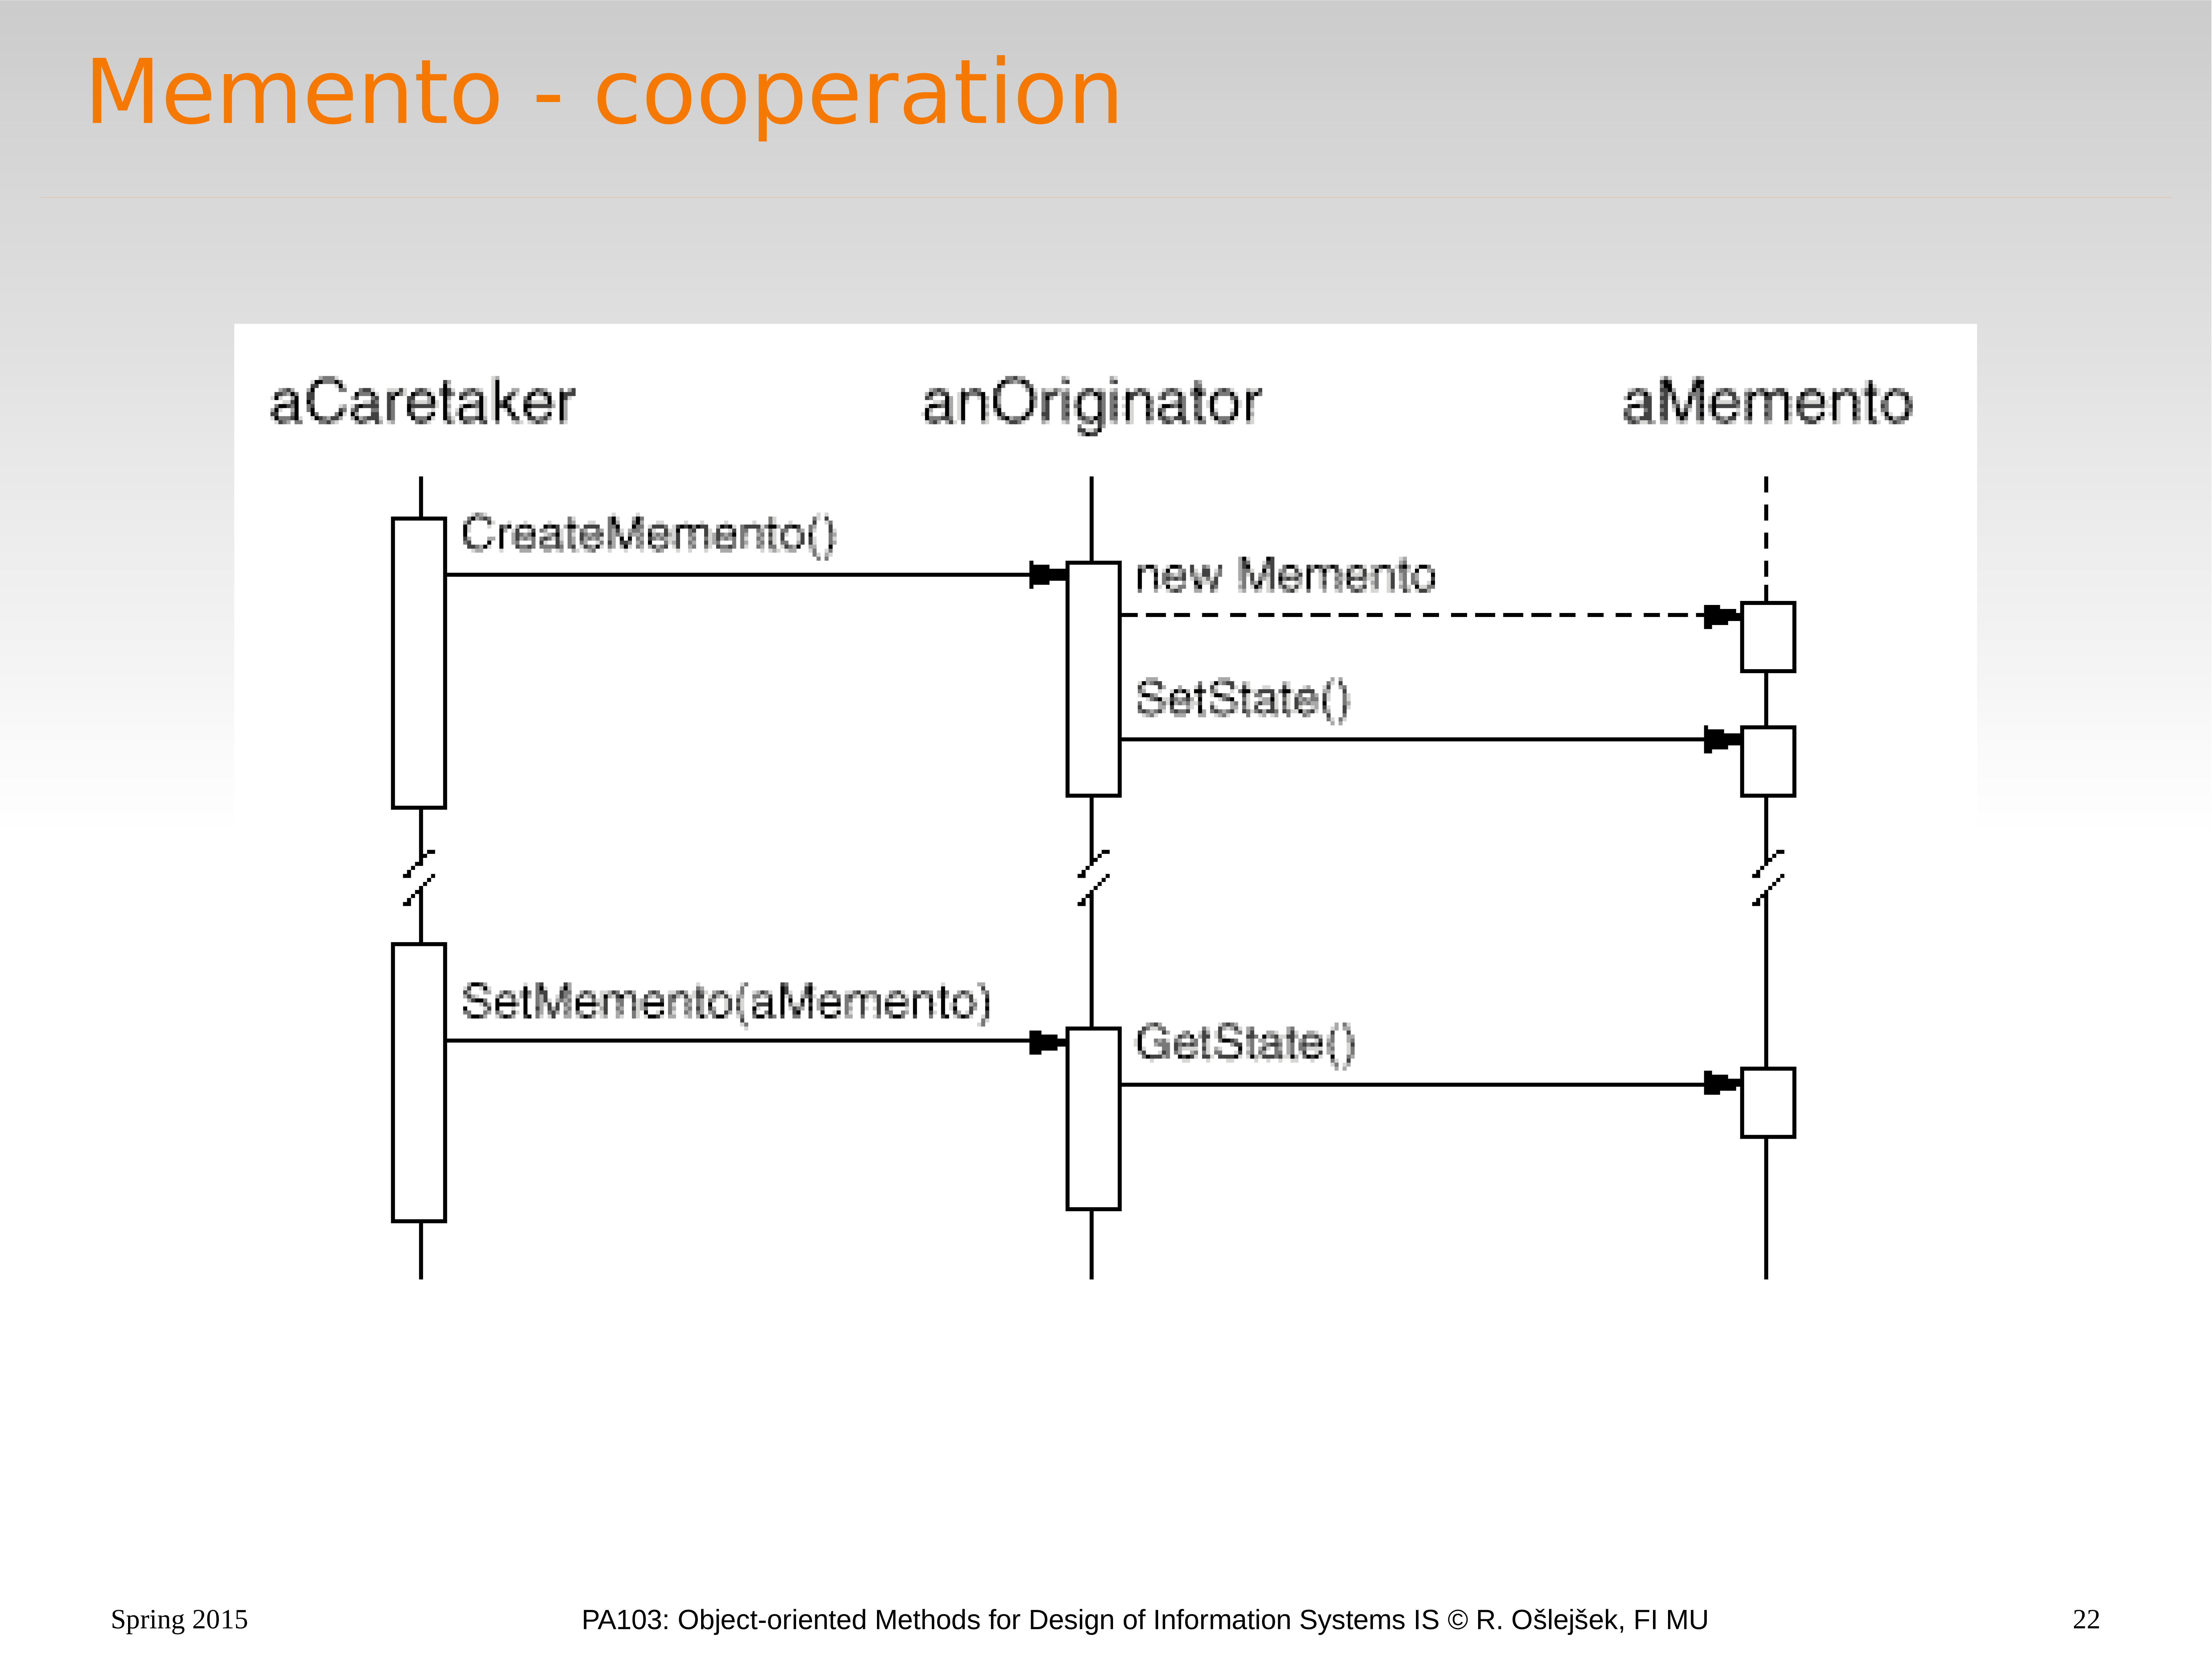 Memento - cooperation
aCaretaker anOriginator aMemento
CreateMemento()
new Memento
SetState()
SetMemento(aMemento)
GetState()
Spring 2015 PA103: Object-oriented Methods for Design of Information Systems IS © R. Ošlejšek, FI MU 22